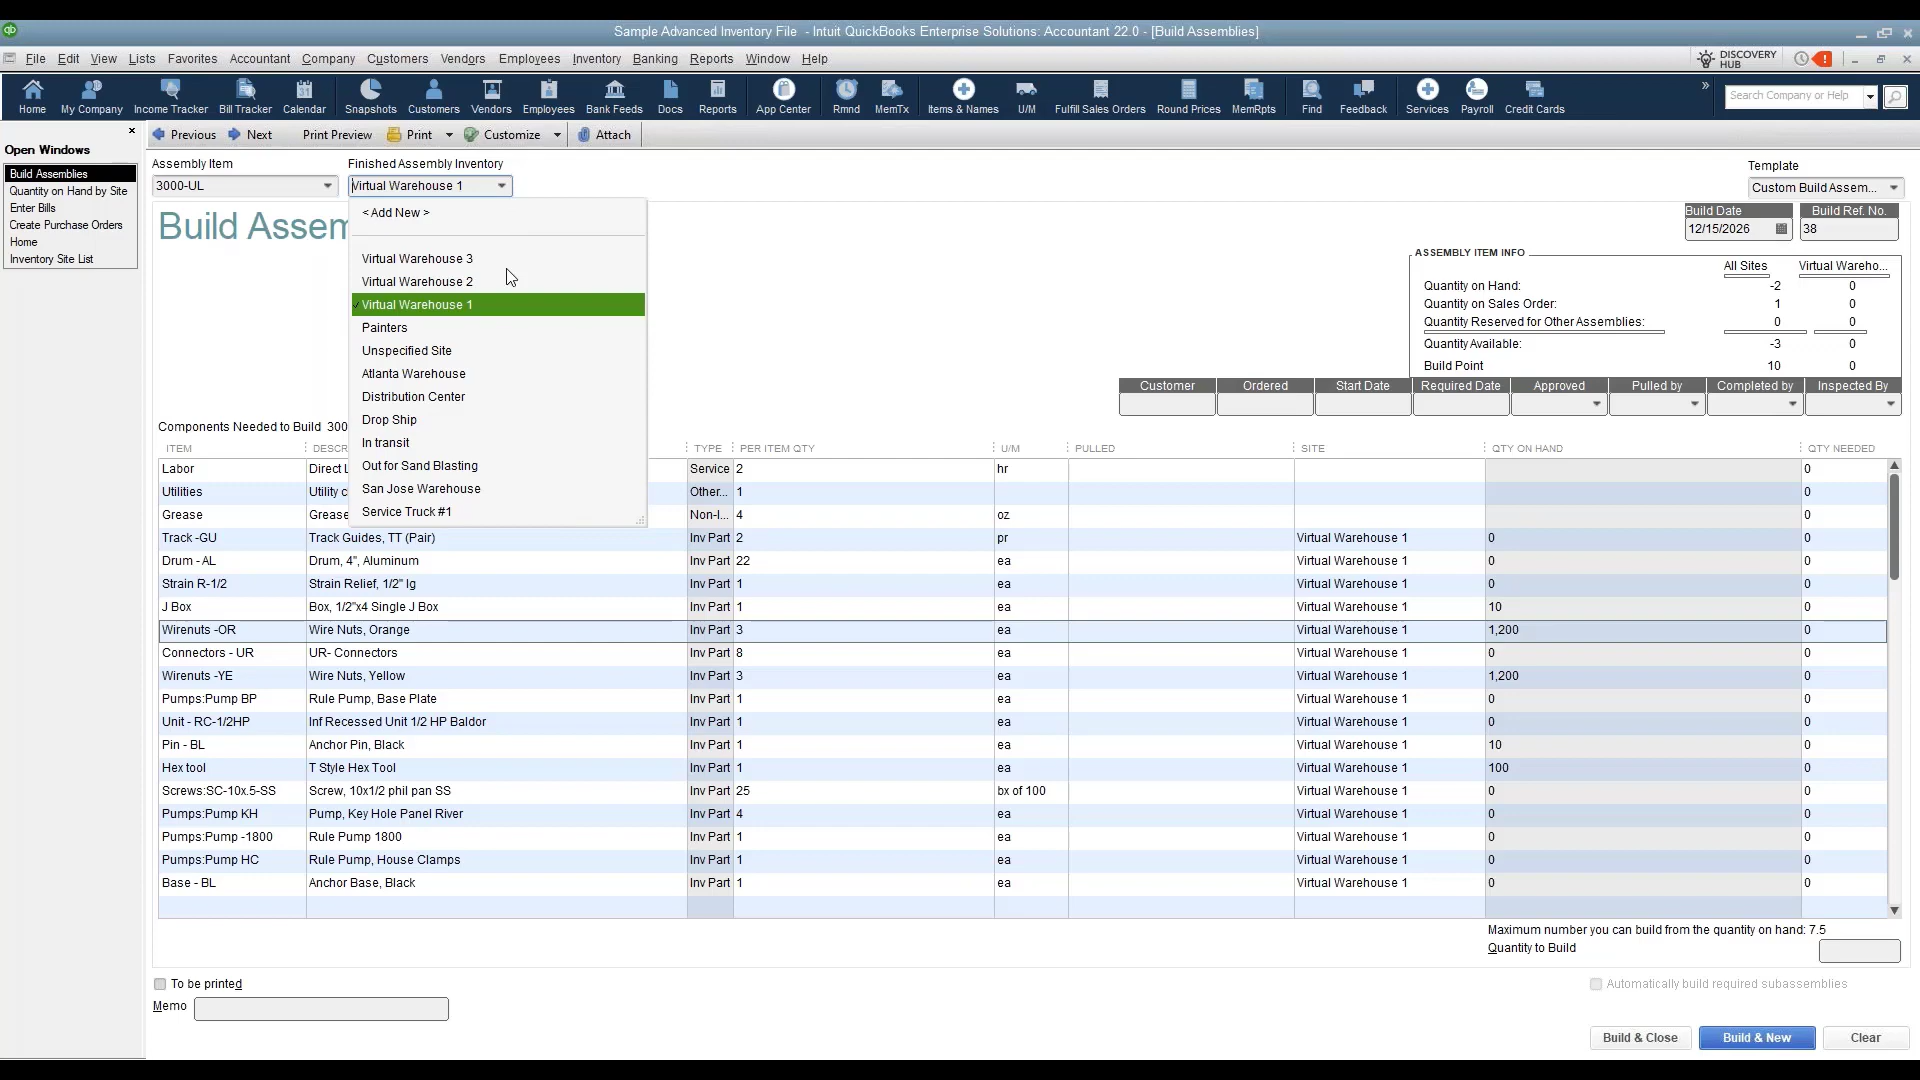 Sample Advanced Inventory File - Intuit QuickBooks Enterprise Solutions: Accountant 22.0 - [Build Assemblies]
File Edit View Lists Favorites Accountant Company Customers Vendors Employees Inventory Banking Reports Window Help
DISCOVERY HUB
Home My Company Income Tracker Bill Tracker Calendar Snapshots Customers Vendors Employees Bank Feeds Docs Reports App Center Rmnd MemTx Items & Names U/M Fulfill Sales Orders Round Prices MemRpts Find Feedback Services Payroll Credit Cards
Search Company or Help
Previous Next Print Preview Print Customize Attach
Open Windows
Build Assemblies
Quantity on Hand by Site
Enter Bills
Create Purchase Orders
Home
Inventory Site List
Assembly Item Finished Assembly Inventory Template
3000-UL Virtual Warehouse 1 Custom Build Assem...
Build Assem
< Add New >
Virtual Warehouse 3
Virtual Warehouse 2
Virtual Warehouse 1
Painters
Unspecified Site
Atlanta Warehouse
Distribution Center
Drop Ship
In transit
Out for Sand Blasting
San Jose Warehouse
Service Truck #1
Build Date Build Ref. No.
12/15/2026 38
ASSEMBLY ITEM INFO
All Sites Virtual Wareho...
Quantity on Hand: -2 0
Quantity on Sales Order: 1 0
Quantity Reserved for Other Assemblies: 0 0
Quantity Available: -3 0
Build Point 10 0
Customer Ordered Start Date Required Date Approved Pulled by Completed by Inspected By
Components Needed to Build 300
ITEM DESCR TYPE PER ITEM QTY U/M PULLED SITE QTY ON HAND QTY NEEDED
Labor Direct L Service 2 hr 0
Utilities Utility c Other... 1 0
Grease Grease Non-I... 4 oz 0
Track -GU Track Guides, TT (Pair) Inv Part 2 pr Virtual Warehouse 1 0 0
Drum - AL Drum, 4", Aluminum Inv Part 22 ea Virtual Warehouse 1 0 0
Strain R-1/2 Strain Relief, 1/2" lg Inv Part 1 ea Virtual Warehouse 1 0 0
J Box Box, 1/2"x4 Single J Box Inv Part 1 ea Virtual Warehouse 1 10 0
Wirenuts -OR Wire Nuts, Orange Inv Part 3 ea Virtual Warehouse 1 1,200 0
Connectors - UR UR- Connectors Inv Part 8 ea Virtual Warehouse 1 0 0
Wirenuts -YE Wire Nuts, Yellow Inv Part 3 ea Virtual Warehouse 1 1,200 0
Pumps:Pump BP Rule Pump, Base Plate Inv Part 1 ea Virtual Warehouse 1 0 0
Unit - RC-1/2HP Inf Recessed Unit 1/2 HP Baldor Inv Part 1 ea Virtual Warehouse 1 0 0
Pin - BL Anchor Pin, Black Inv Part 1 ea Virtual Warehouse 1 10 0
Hex tool T Style Hex Tool Inv Part 1 ea Virtual Warehouse 1 100 0
Screws:SC-10x.5-SS Screw, 10x1/2 phil pan SS Inv Part 25 bx of 100 Virtual Warehouse 1 0 0
Pumps:Pump KH Pump, Key Hole Panel River Inv Part 4 ea Virtual Warehouse 1 0 0
Pumps:Pump -1800 Rule Pump 1800 Inv Part 1 ea Virtual Warehouse 1 0 0
Pumps:Pump HC Rule Pump, House Clamps Inv Part 1 ea Virtual Warehouse 1 0 0
Base - BL Anchor Base, Black Inv Part 1 ea Virtual Warehouse 1 0 0
Maximum number you can build from the quantity on hand: 7.5
Quantity to Build
To be printed
Automatically build required subassemblies
Memo
Build & Close Build & New Clear